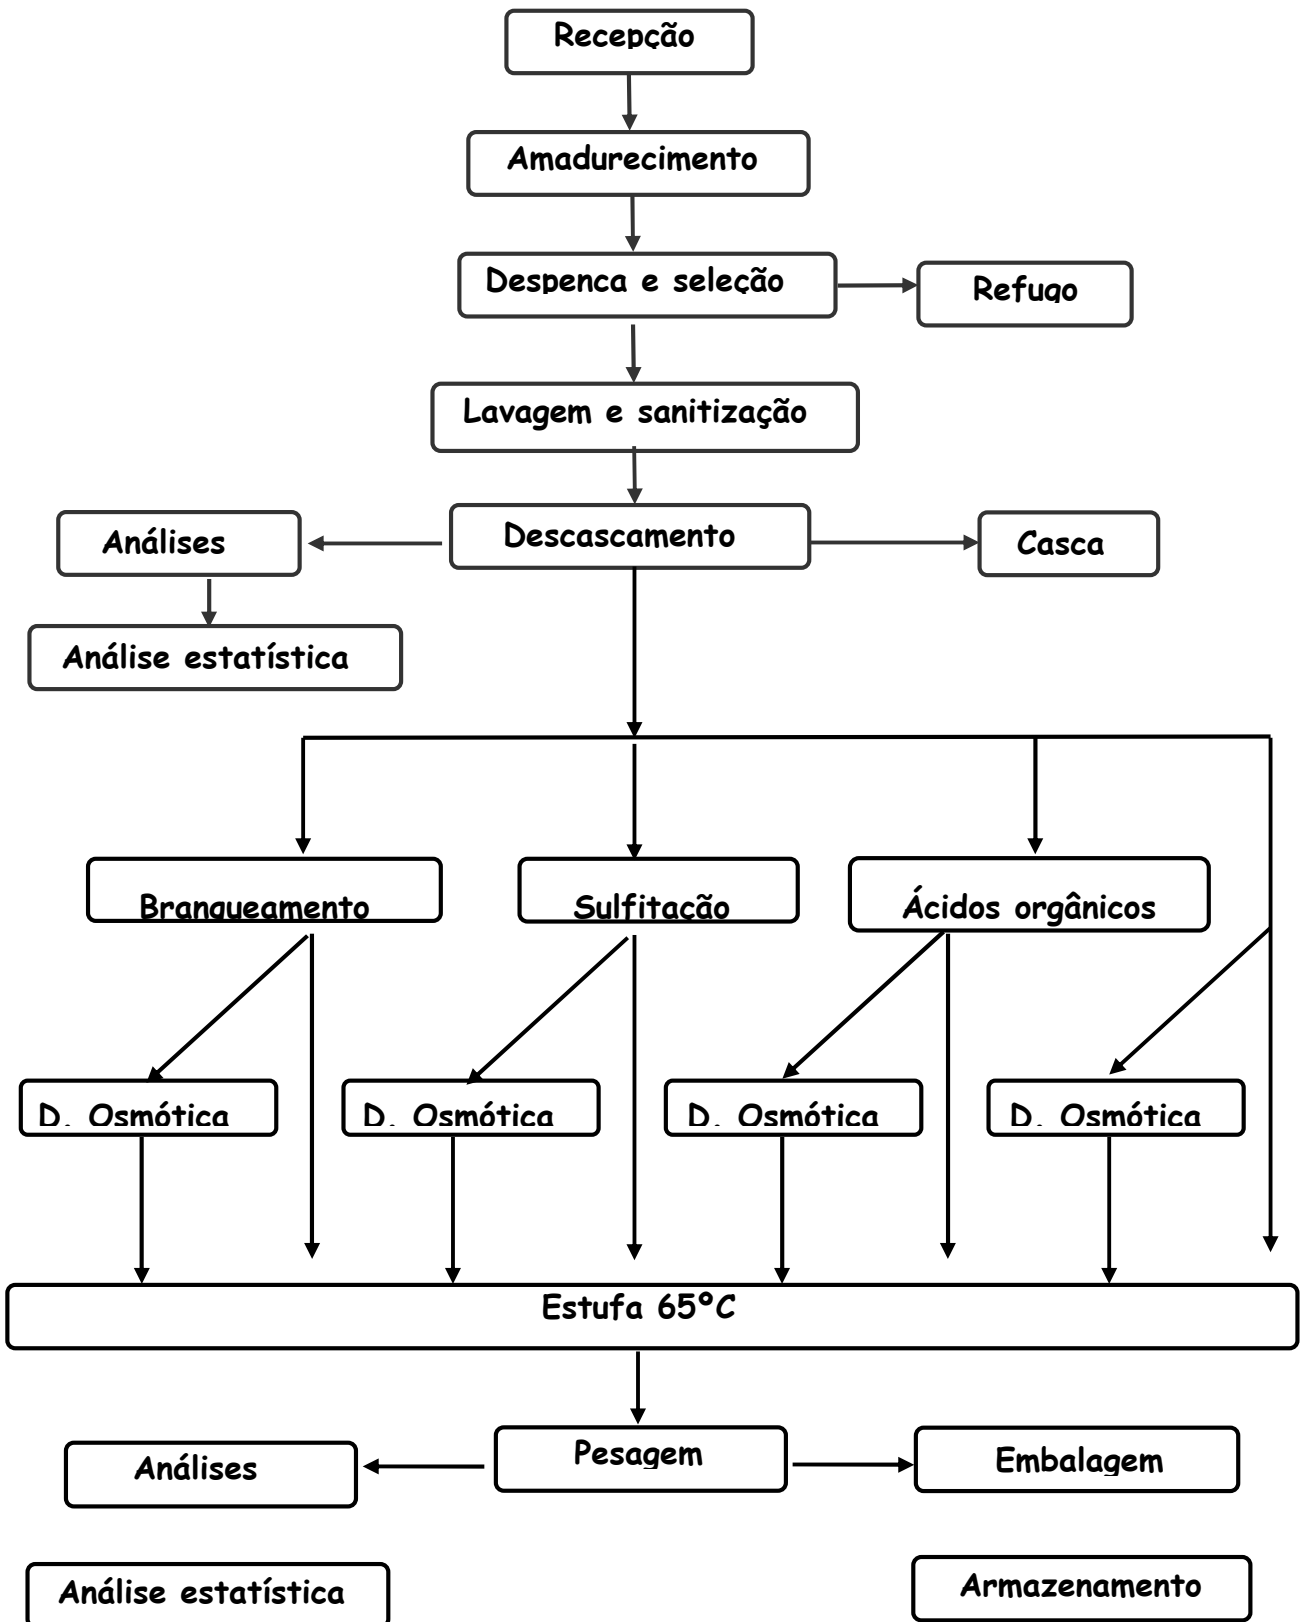 Recepção
Amadurecimento
Despenca e seleção
Refugo
Lavagem e sanitização
Análises
Descascamento
Casca
Análise estatística
Branqueamento
Sulfitação
Ácidos orgânicos
D. Osmótica
D. Osmótica
D. Osmótica
D. Osmótica
Estufa 65ºC
Análises
Pesagem
Embalagem
Análise estatística
Armazenamento